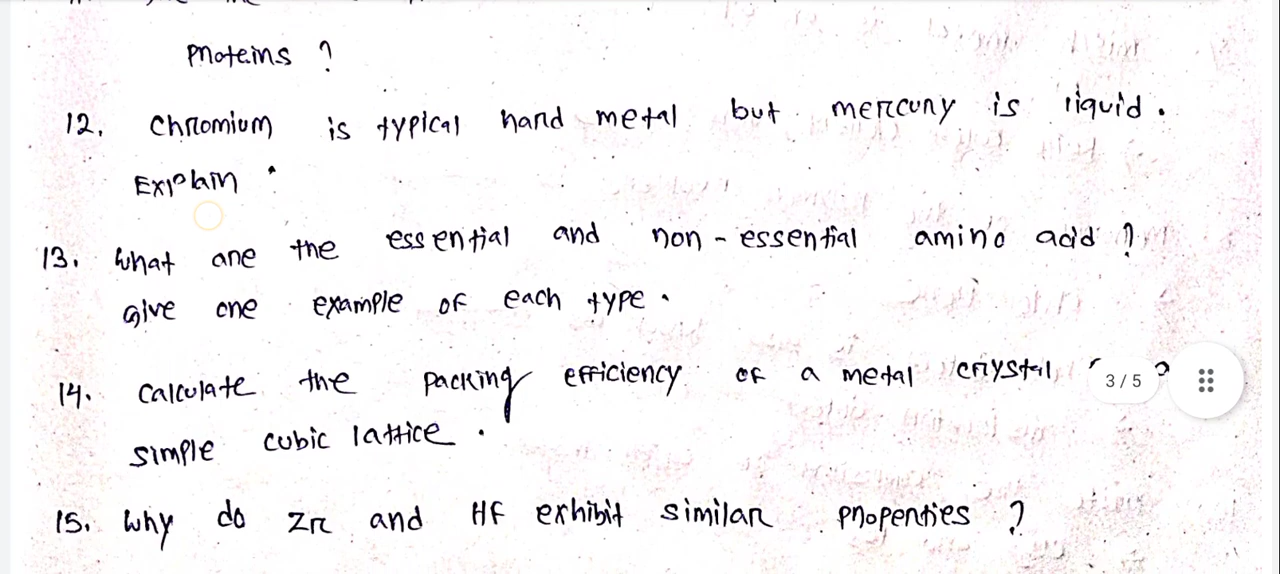 proteins ?
12. Chromium is typical hard metal but mercury is liquid.
Explain.
13. What are the essential and non-essential amino acid ?
give one example of each type.
14. Calculate the packing efficiency of a metal crystal
3/5
simple cubic lattice.
15. Why do Zr and Hf exhibit similar properties ?